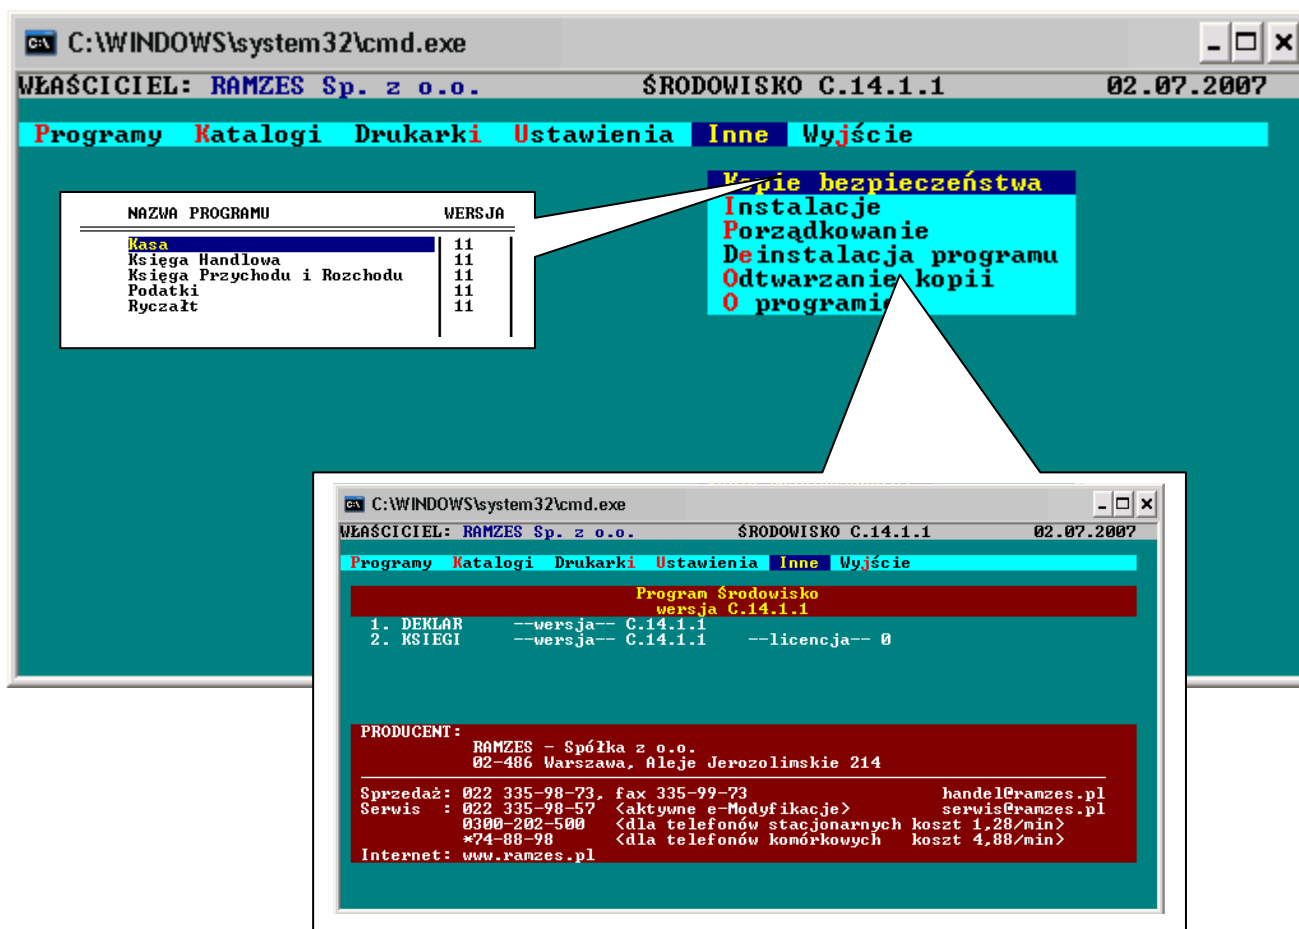 C:\WINDOWS\system32\cmd.exe
WŁAŚCICIEL: RAMZES Sp. z o.o. ŚRODOWISKO C.14.1.1 02.07.2007
Programy Katalogi Drukarki Ustawienia Inne Wyjście
Kopie bezpieczeństwa
Instalacje
Porządkowanie
Deinstalacja programu
Odtwarzanie kopii
O programie
NAZWA PROGRAMU WERSJA
Kasa 11
Księga Handlowa 11
Księga Przychodu i Rozchodu 11
Podatki 11
Ryczałt 11
C:\WINDOWS\system32\cmd.exe
WŁAŚCICIEL: RAMZES Sp. z o.o. ŚRODOWISKO C.14.1.1 02.07.2007
Programy Katalogi Drukarki Ustawienia Inne Wyjście
Program Środowisko
wersja C.14.1.1
1. DEKLAR --wersja-- C.14.1.1
2. KSIEGI --wersja-- C.14.1.1 --licencja-- 0
PRODUCENT:
RAMZES - Spółka z o.o.
02-486 Warszawa, Aleje Jerozolimskie 214
Sprzedaż: 022 335-98-73, fax 335-99-73 handel@ramzes.pl
Serwis : 022 335-98-57 <aktywne e-Modyfikacje> serwis@ramzes.pl
0300-202-500 <dla telefonów stacjonarnych koszt 1,28/min>
*74-88-98 <dla telefonów komórkowych koszt 4,88/min>
Internet: www.ramzes.pl